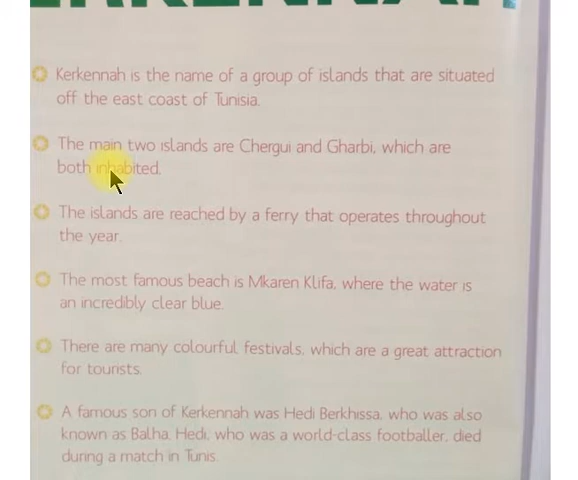 KERKENNAH
Kerkennah is the name of a group of islands that are situated
off the east coast of Tunisia.
The main two islands are Chergui and Gharbi, which are
both inhabited.
The islands are reached by a ferry that operates throughout
the year.
The most famous beach is Mkaren Klifa, where the water is
an incredibly clear blue.
There are many colourful festivals, which are a great attraction
for tourists.
A famous son of Kerkennah was Hedi Berkhissa, who was also
known as Balha. Hedi, who was a world-class footballer, died
during a match in Tunis.